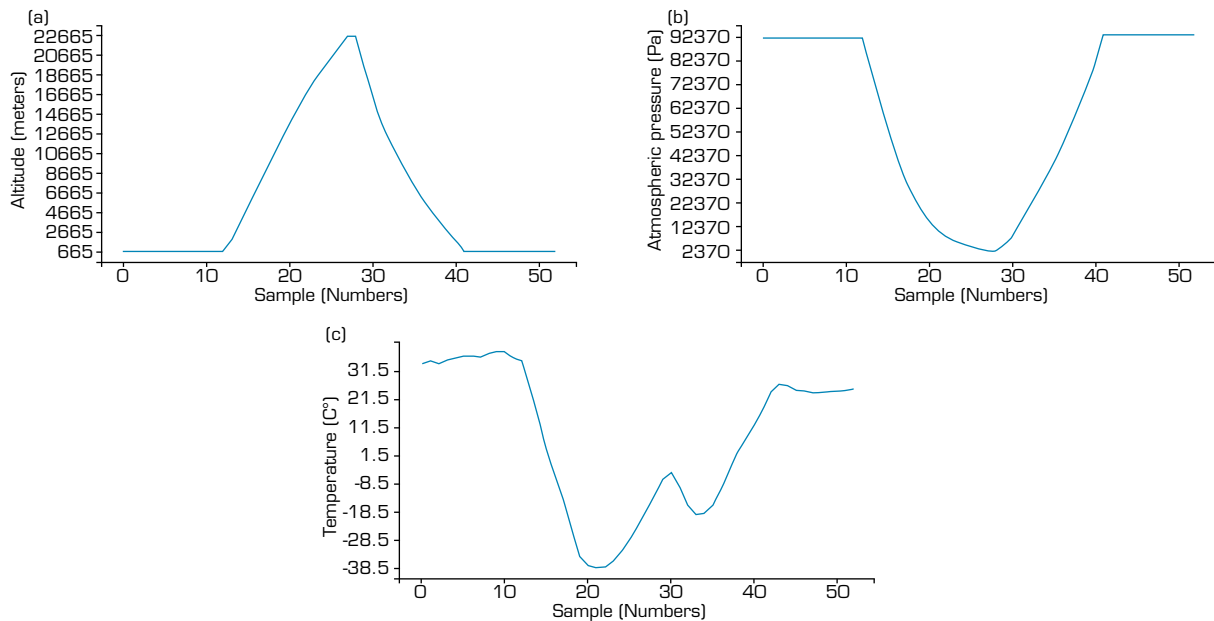 (a)
Altitude (meters)
22665
20665
18665
16665
14665
12665
10665
8665
6665
4665
2665
665
0 10 20 30 40 50
Sample (Numbers)
(b)
Atmospheric pressure (Pa)
92370
82370
72370
62370
52370
42370
32370
22370
12370
2370
0 10 20 30 40 50
Sample (Numbers)
(c)
Temperature (C°)
31.5
21.5
11.5
1.5
-8.5
-18.5
-28.5
-38.5
0 10 20 30 40 50
Sample (Numbers)